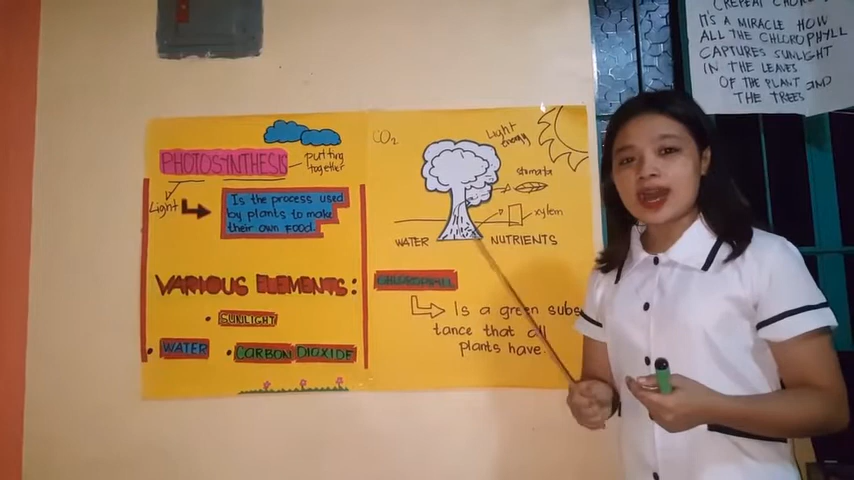 PHOTOSYNTHESIS
putting
together
Light
Is the process used
by plants to make
their own FOOD.
VARIOUS ELEMENTS:
SUNLIGHT
WATER
CARBON DIOXIDE
CO2
Light
Energy
stomata
xylem
WATER
NUTRIENTS
CHLOROPHYLL
Is a green subs
tance that all
plants have.
(REPEAT
IT'S A MIRACLE HOW
ALL THE CHLOROPHYLL
CAPTURES SUNLIGHT
IN THE LEAVES
OF THE PLANT AND
THE TREES